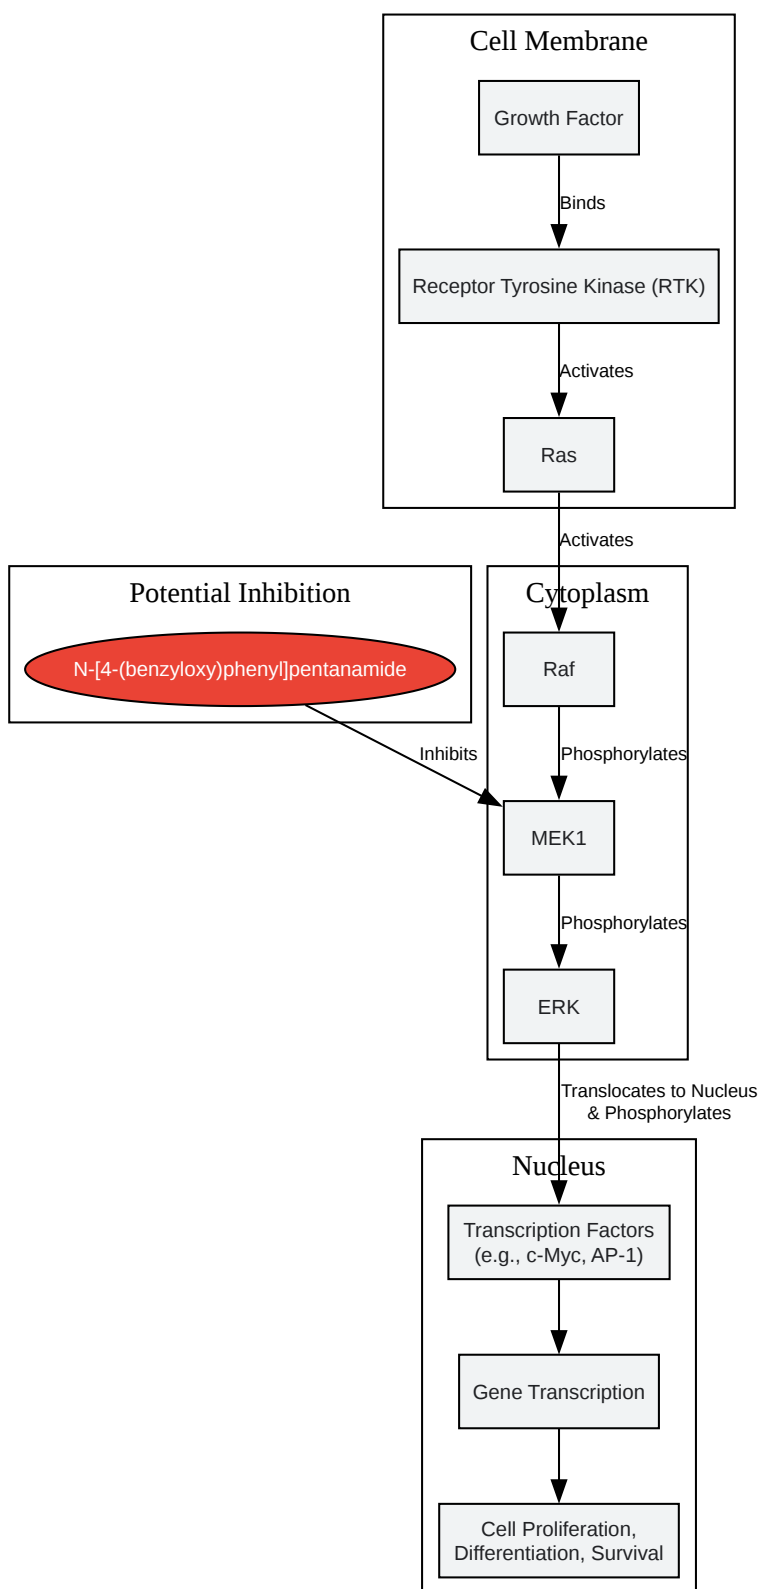 Cell Membrane
Growth Factor
Binds
Receptor Tyrosine Kinase (RTK)
Activates
Ras
Activates
Potential Inhibition
N-[4-(benzyloxy)phenyl]pentanamide
Inhibits
Cytoplasm
Raf
Phosphorylates
MEK1
Phosphorylates
ERK
Translocates to Nucleus
& Phosphorylates
Nucleus
Transcription Factors
(e.g., c-Myc, AP-1)
Gene Transcription
Cell Proliferation,
Differentiation, Survival